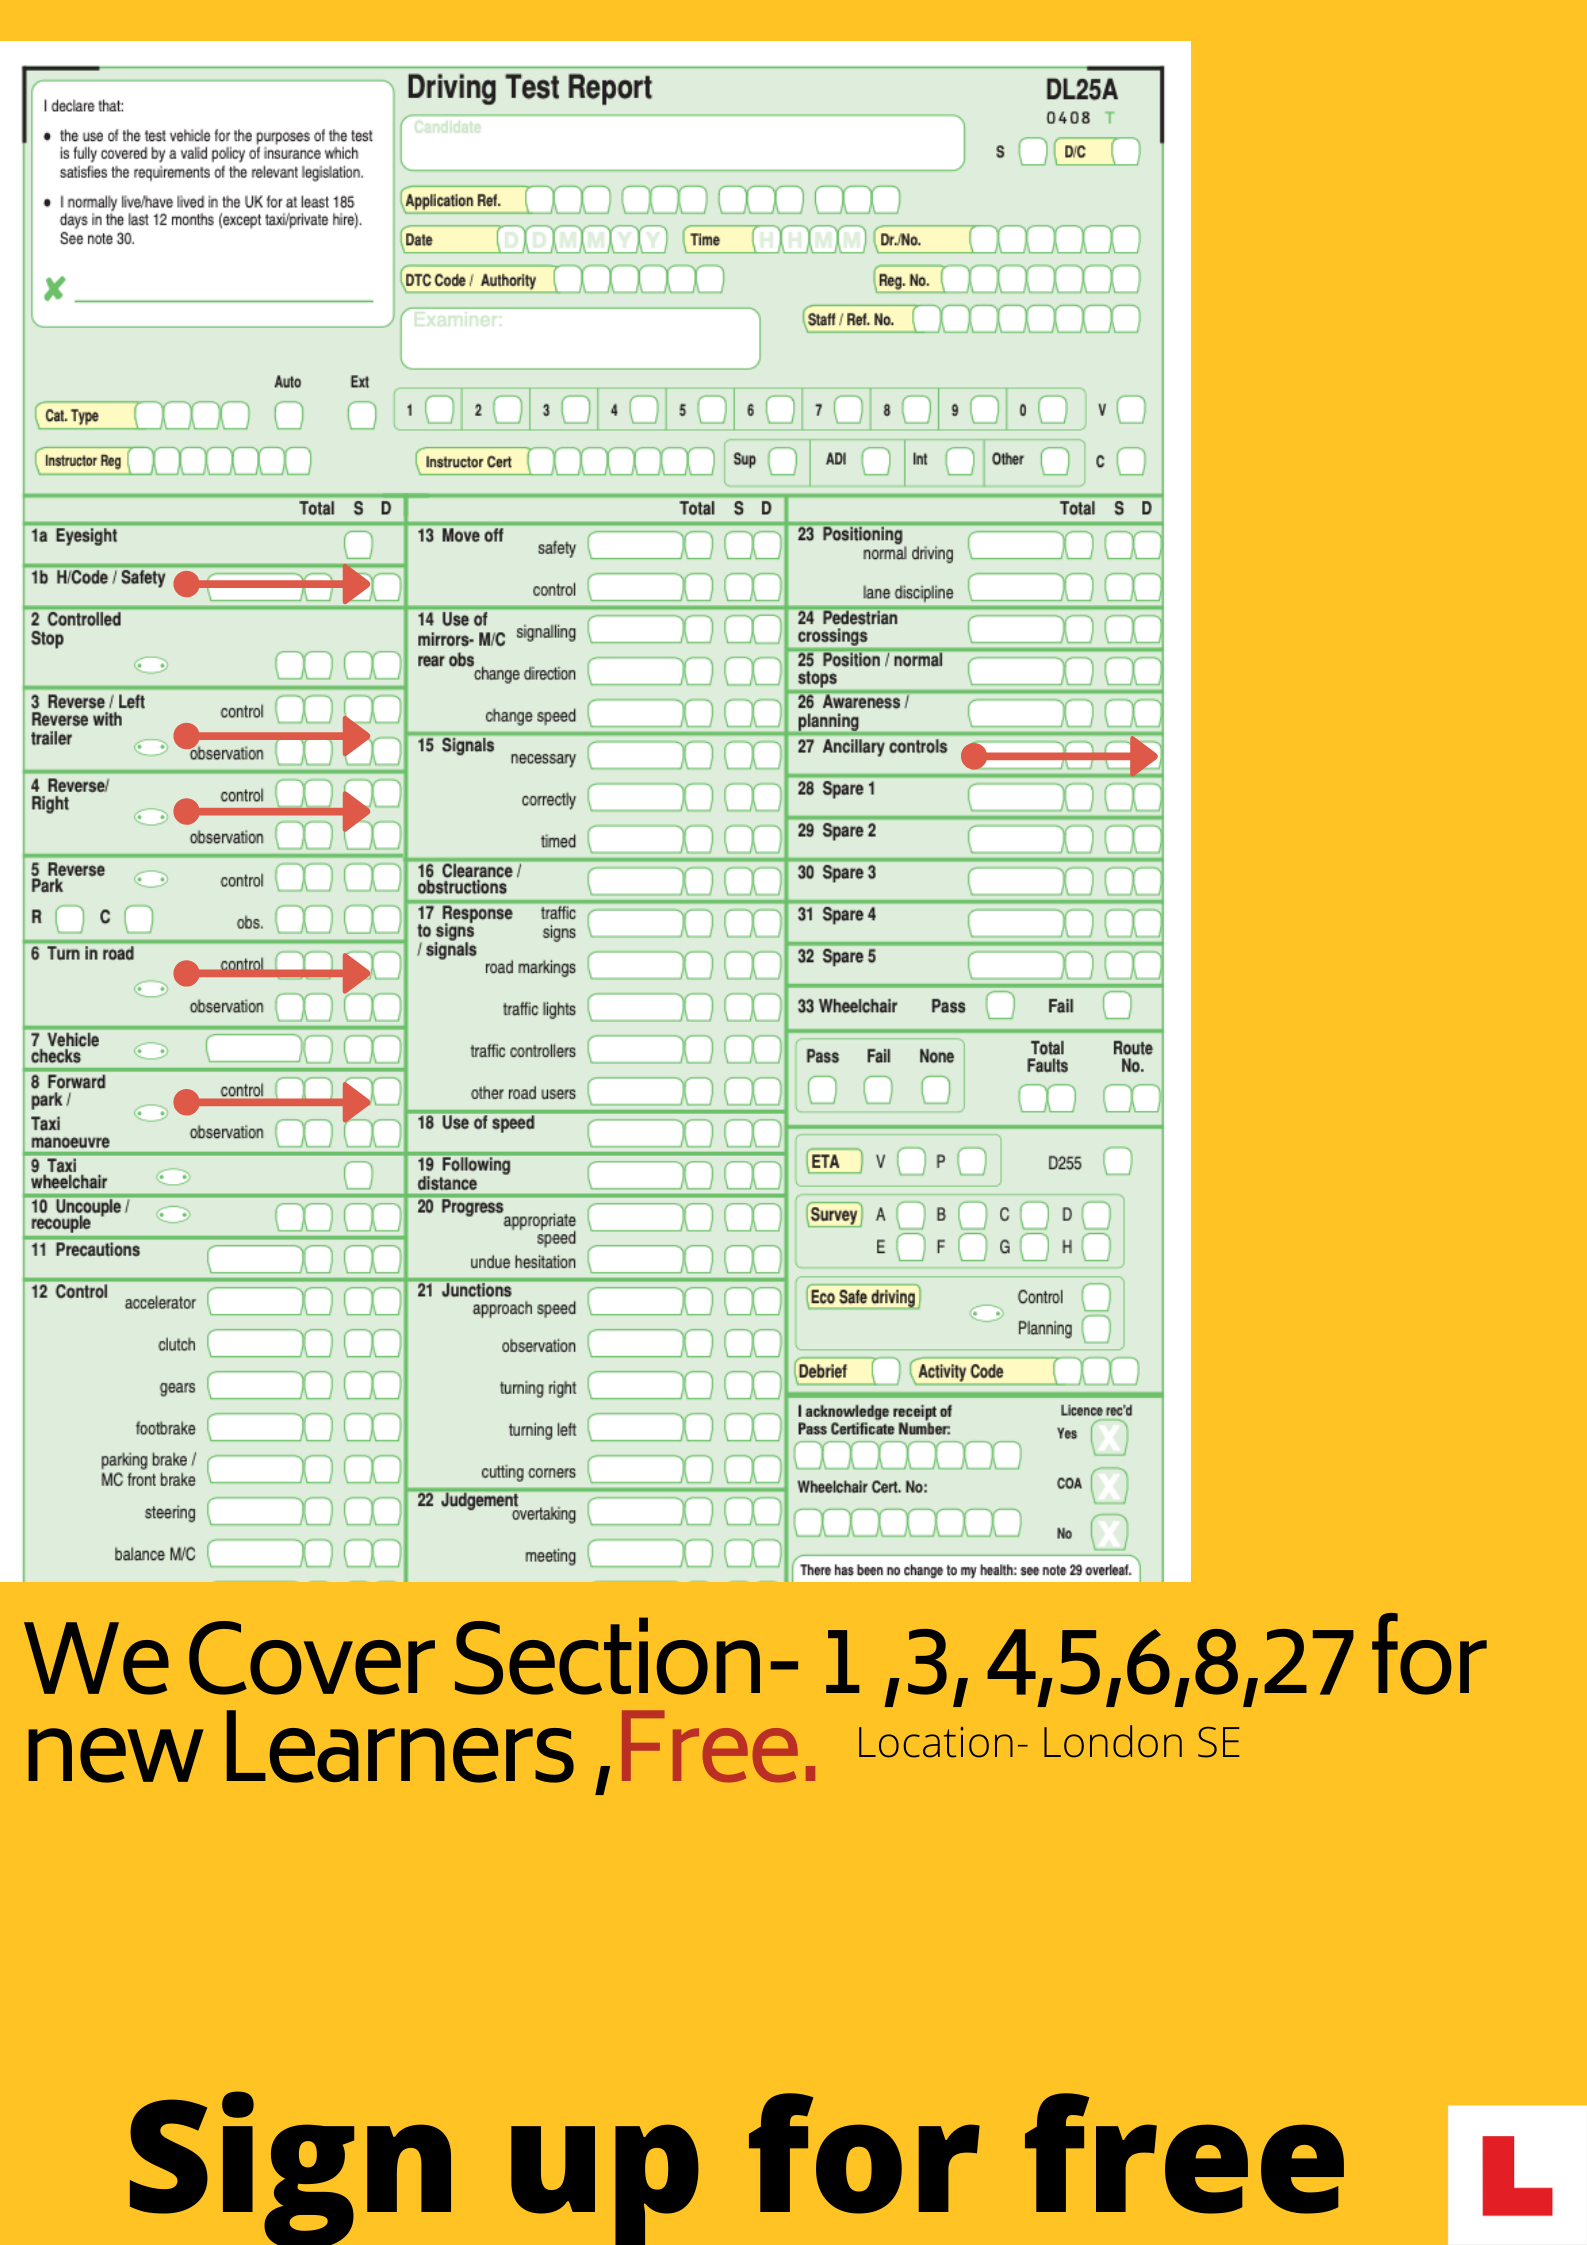 Driving Test Report
DL25A
0408 T
I declare that:
• the use of the test vehicle for the purposes of the test
is fully covered by a valid policy of insurance which
satisfies the requirements of the relevant legislation.
• I normally live/have lived in the UK for at least 185
days in the last 12 months (except taxi/private hire).
See note 30.
✘
Candidate
S D/C
Application Ref.
Date D D M M Y Y Time H H M M Dr./No.
DTC Code / Authority Reg. No.
Examiner:
Staff / Ref. No.
Auto Ext
Cat. Type
1 2 3 4 5 6 7 8 9 0 V
Instructor Reg
Instructor Cert
Sup ADI Int Other C
Total S D
1a Eyesight
1b H/Code / Safety
2 Controlled
Stop
3 Reverse / Left
Reverse with
trailer
control
observation
4 Reverse/
Right
control
observation
5 Reverse
Park
control
R C obs.
6 Turn in road
control
observation
7 Vehicle
checks
8 Forward
park /
control
Taxi
manoeuvre
observation
9 Taxi
wheelchair
10 Uncouple /
recouple
11 Precautions
12 Control
accelerator
clutch
gears
footbrake
parking brake /
MC front brake
steering
balance M/C
Total S D
13 Move off
safety
control
14 Use of
mirrors- M/C
rear obs
signalling
change direction
change speed
15 Signals
necessary
correctly
timed
16 Clearance /
obstructions
17 Response
to signs
/ signals
traffic
signs
road markings
traffic lights
traffic controllers
other road users
18 Use of speed
19 Following
distance
20 Progress
appropriate
speed
undue hesitation
21 Junctions
approach speed
observation
turning right
turning left
cutting corners
22 Judgement
overtaking
meeting
Total S D
23 Positioning
normal driving
lane discipline
24 Pedestrian
crossings
25 Position / normal
stops
26 Awareness /
planning
27 Ancillary controls
28 Spare 1
29 Spare 2
30 Spare 3
31 Spare 4
32 Spare 5
33 Wheelchair Pass Fail
Pass Fail None
Total
Faults
Route
No.
ETA V P D255
Survey A B C D
E F G H
Eco Safe driving
Control
Planning
Debrief Activity Code
I acknowledge receipt of
Pass Certificate Number:
Licence rec'd
Yes X
Wheelchair Cert. No:
COA X
No X
There has been no change to my health: see note 29 overleaf.
We Cover Section- 1 ,3, 4,5,6,8,27 for
new Learners ,Free.
Location- London SE
Sign up for free
L